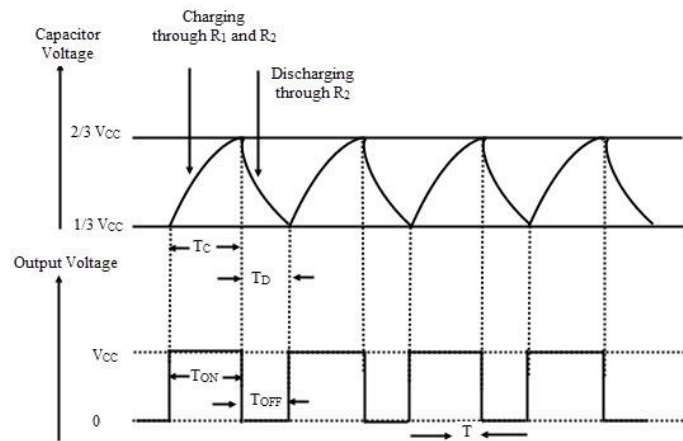 Charging
through R1 and R2
Capacitor
Voltage
Discharging
through R2
2/3 VCC
1/3 VCC
TC
Output Voltage
TD
VCC
TON
TOFF
0
T